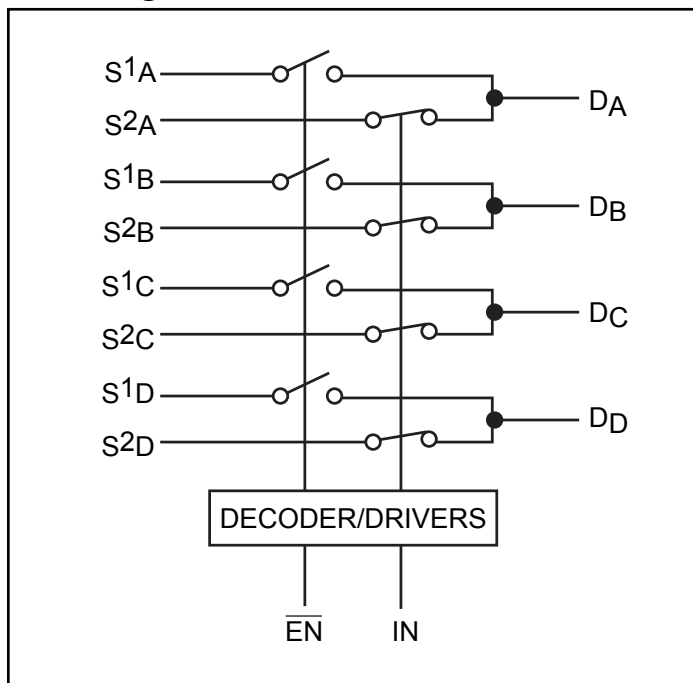 S1A
DA
S2A
S1B
DB
S2B
S1C
DC
S2C
S1D
DD
S2D
DECODER/DRIVERS
EN IN